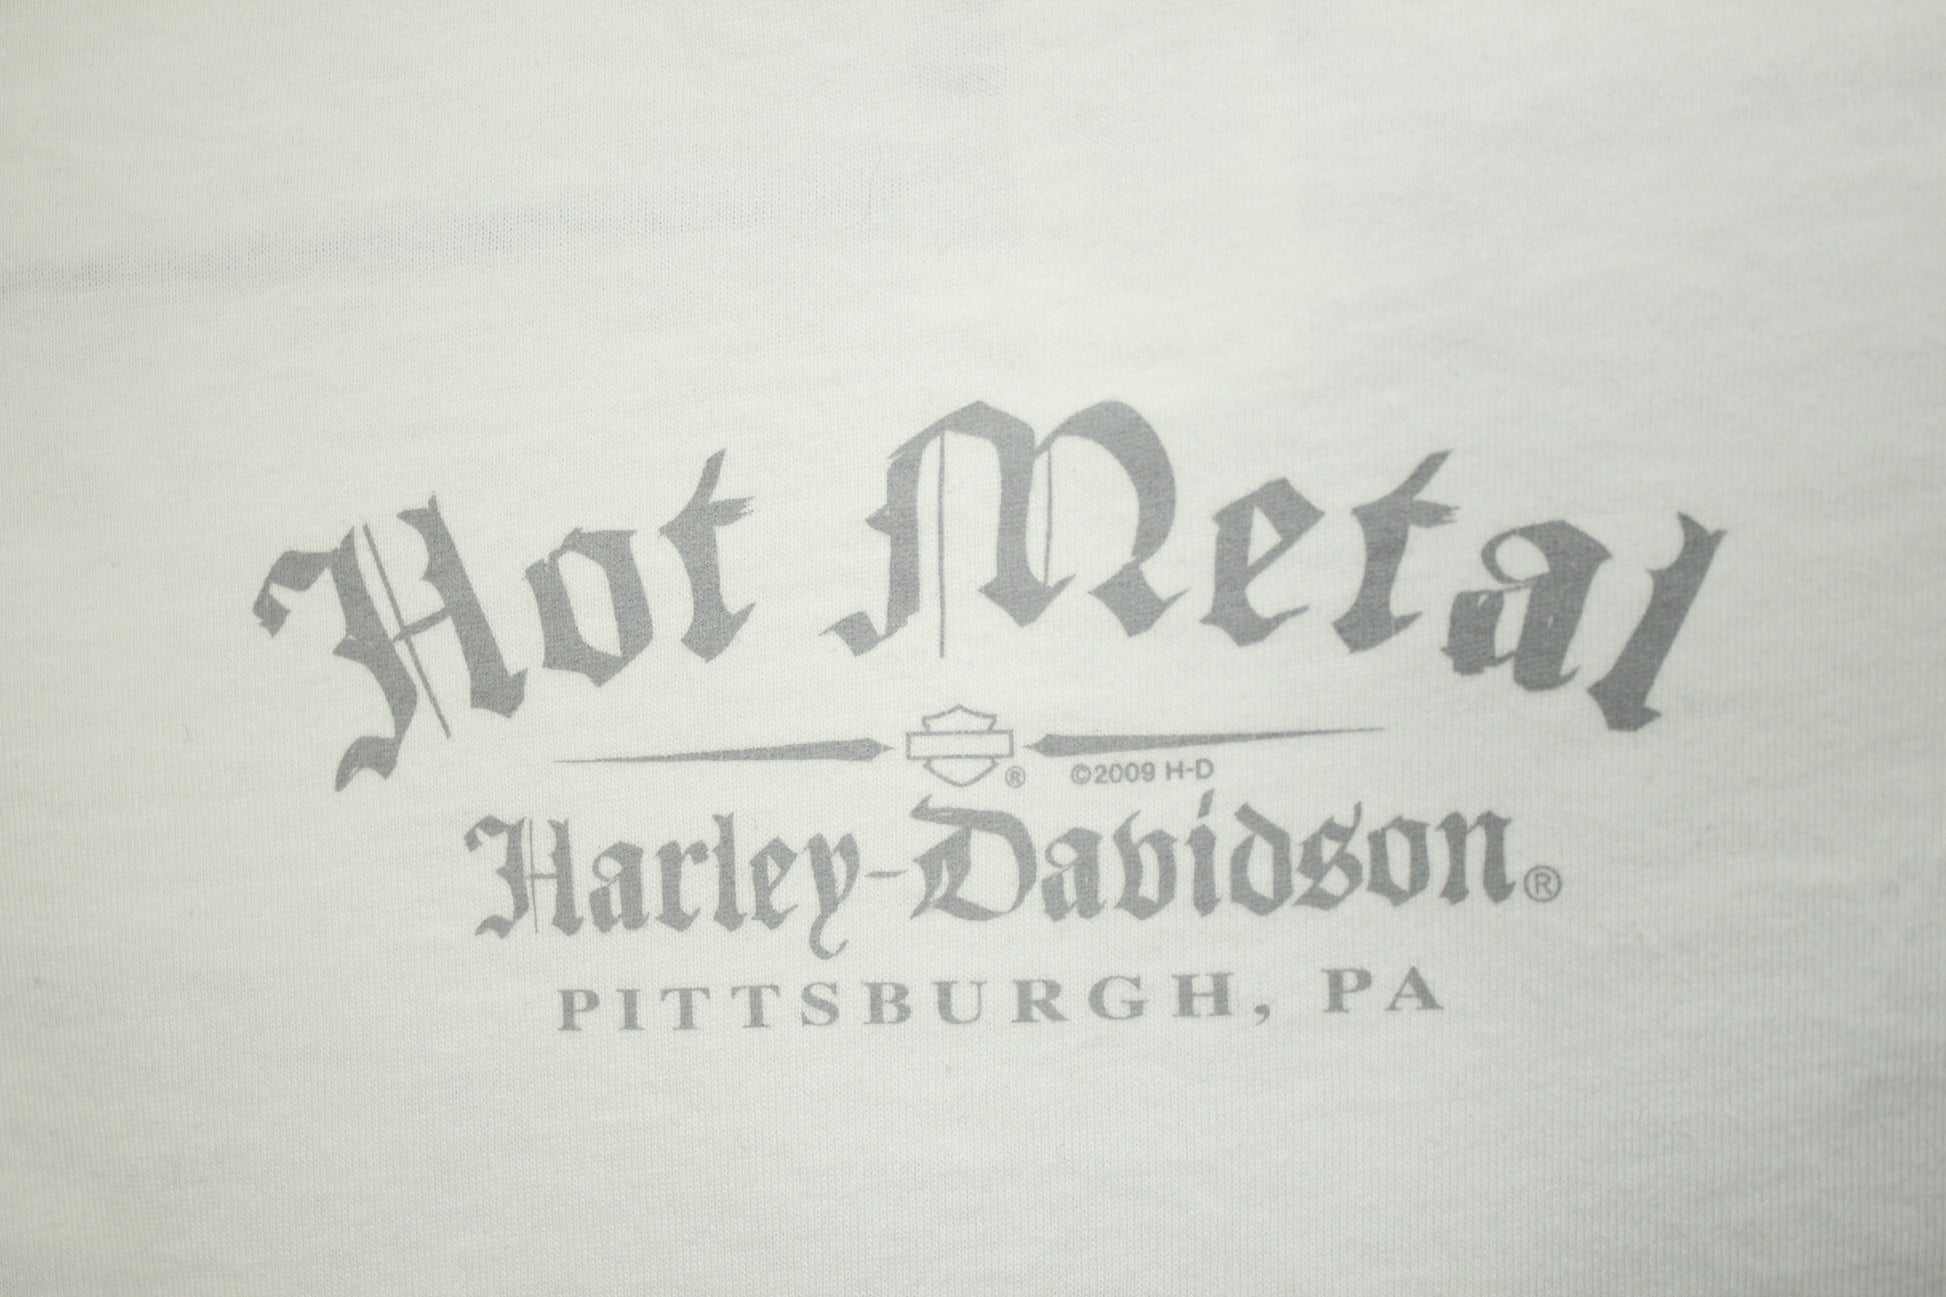 Hot Metal
®
©2009 H-D
Harley-Davidson®
PITTSBURGH, PA